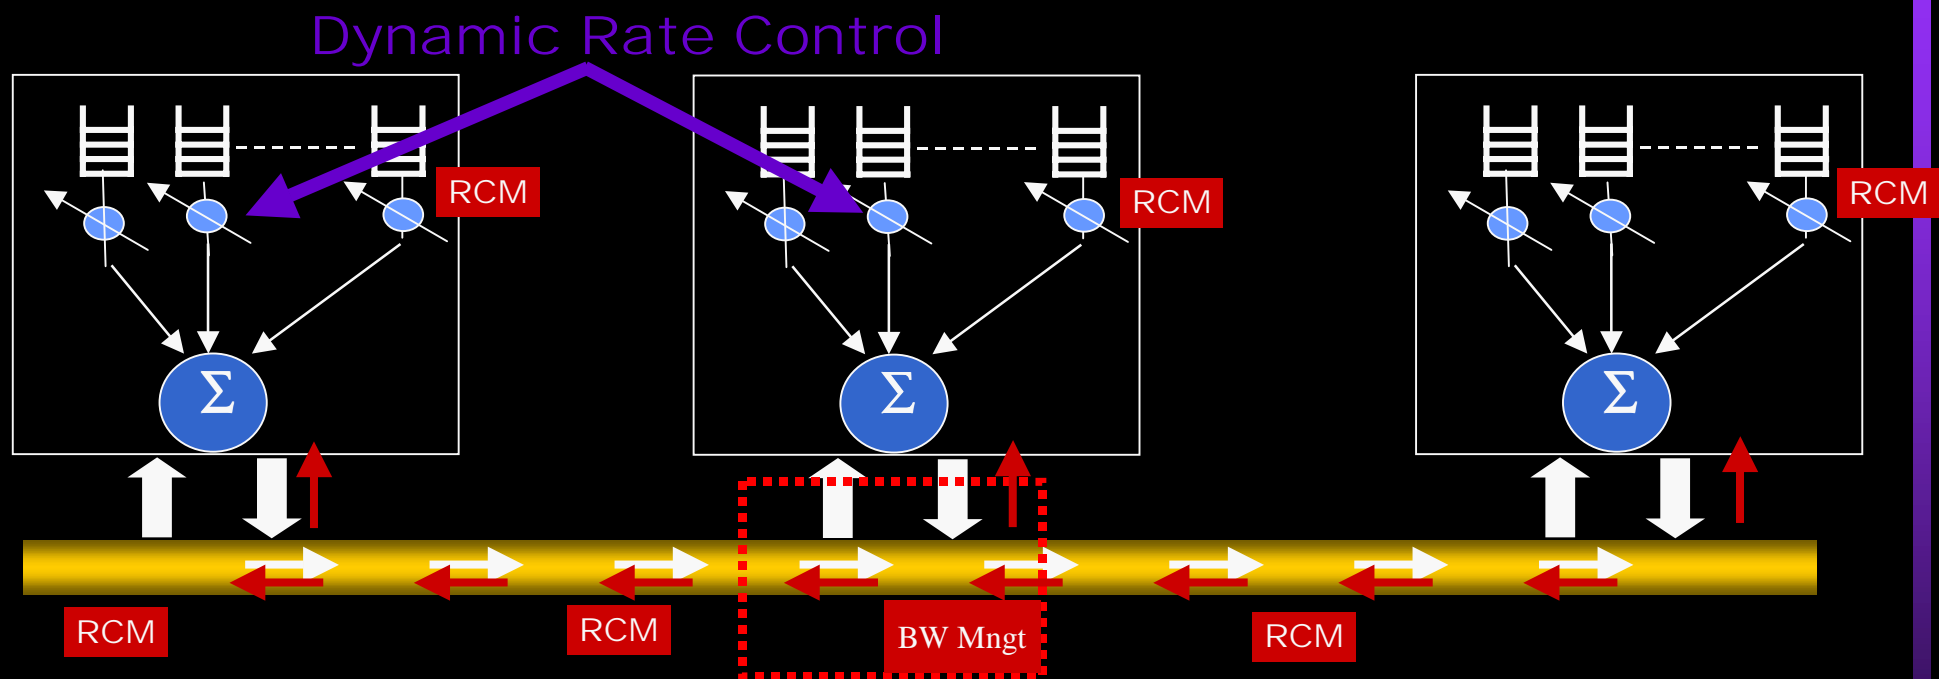 Dynamic Rate Control
RCM
RCM
RCM
Σ
Σ
Σ
RCM
RCM
BW Mngt
RCM